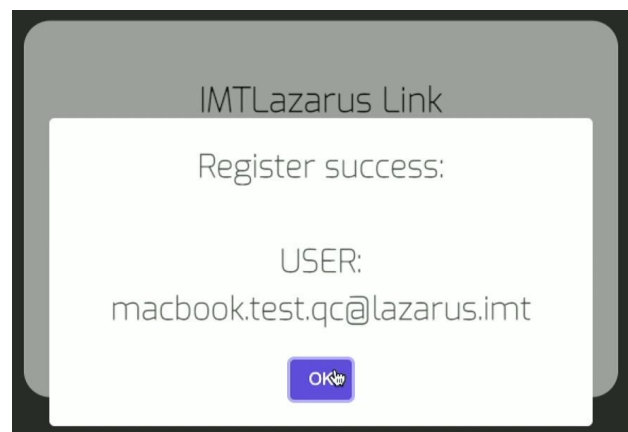 IMTLazarus Link
Register success:
USER:
macbook.test.qc@lazarus.imt
OK